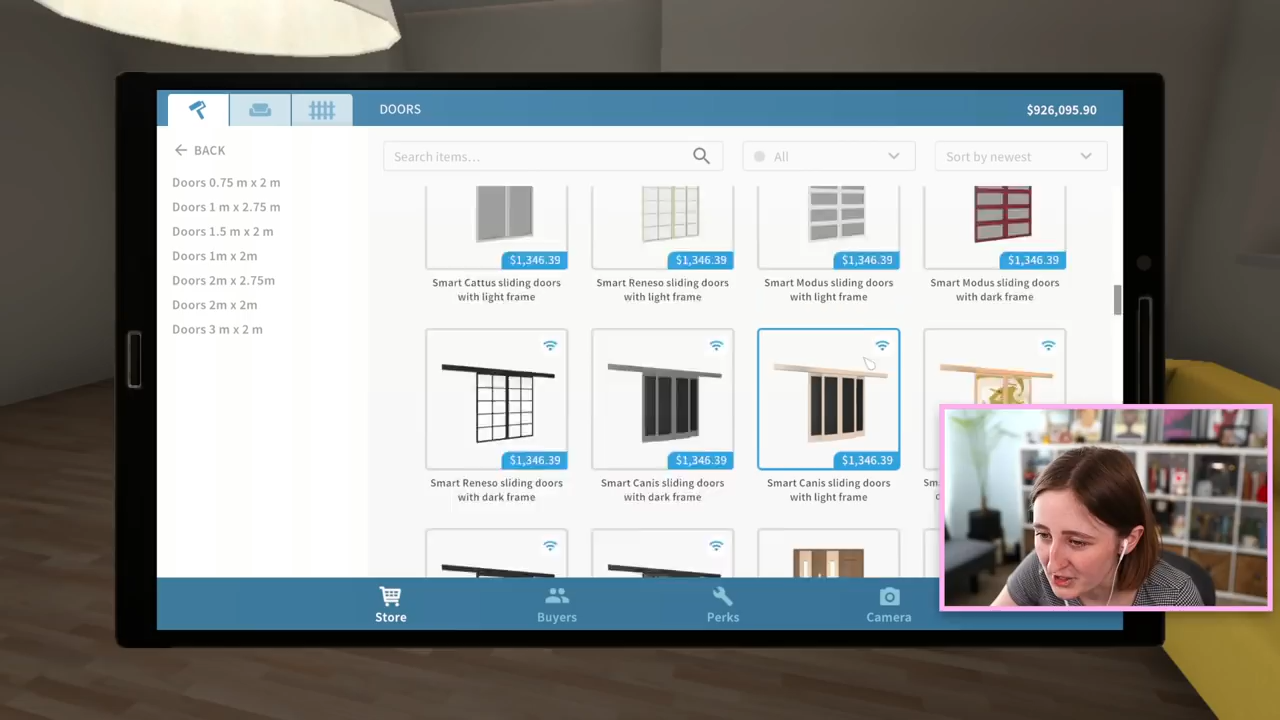 DOORS
$926,095.90
BACK
Search items...
All
Sort by newest
Doors 0.75 m x 2 m
Doors 1 m x 2.75 m
Doors 1.5 m x 2 m
Doors 1m x 2m
Doors 2m x 2.75m
Doors 2m x 2m
Doors 3 m x 2 m
$1,346.39
$1,346.39
$1,346.39
$1,346.39
Smart Cattus sliding doors
with light frame
Smart Reneso sliding doors
with light frame
Smart Modus sliding doors
with light frame
Smart Modus sliding doors
with dark frame
$1,346.39
$1,346.39
$1,346.39
Smart Reneso sliding doors
with dark frame
Smart Canis sliding doors
with dark frame
Smart Canis sliding doors
with light frame
Store
Buyers
Perks
Camera